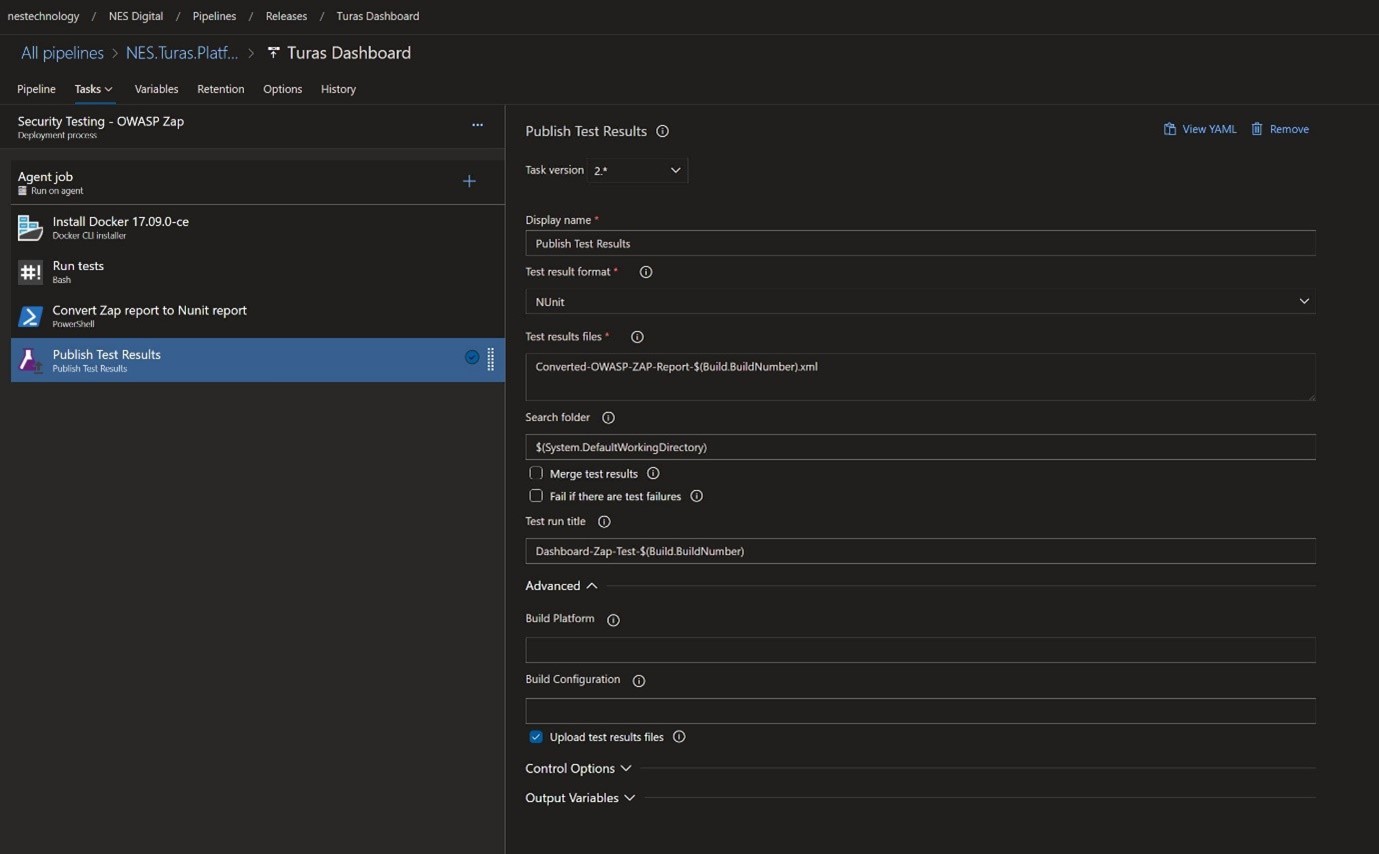 nestechnology / NES Digital / Pipelines / Releases / Turas Dashboard
All pipelines > NES.Turas.Platf... > Turas Dashboard
Pipeline Tasks Variables Retention Options History
Security Testing - OWASP Zap
Deployment process
Agent job
Run on agent
Install Docker 17.09.0-ce
Docker CLI installer
#! Run tests
Bash
Convert Zap report to Nunit report
PowerShell
Publish Test Results
Publish Test Results
Publish Test Results
View YAML Remove
Task version 2.*
Display name *
Publish Test Results
Test result format *
NUnit
Test results files *
Converted-OWASP-ZAP-Report-$(Build.BuildNumber).xml
Search folder
$(System.DefaultWorkingDirectory)
Merge test results
Fail if there are test failures
Test run title
Dashboard-Zap-Test-$(Build.BuildNumber)
Advanced
Build Platform
Build Configuration
Upload test results files
Control Options
Output Variables